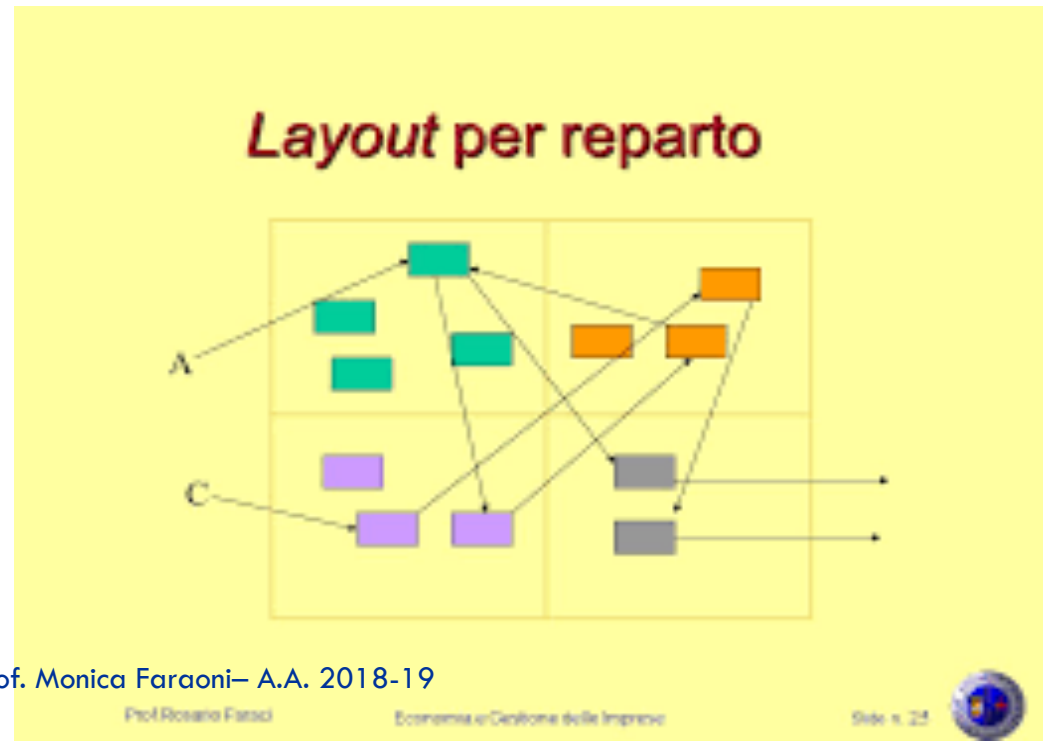 Layout per reparto
A
C
of. Monica Faraoni– A.A. 2018-19
Prof.Rosario Faraci
Economia e Gestione delle Imprese
Slide n. 25